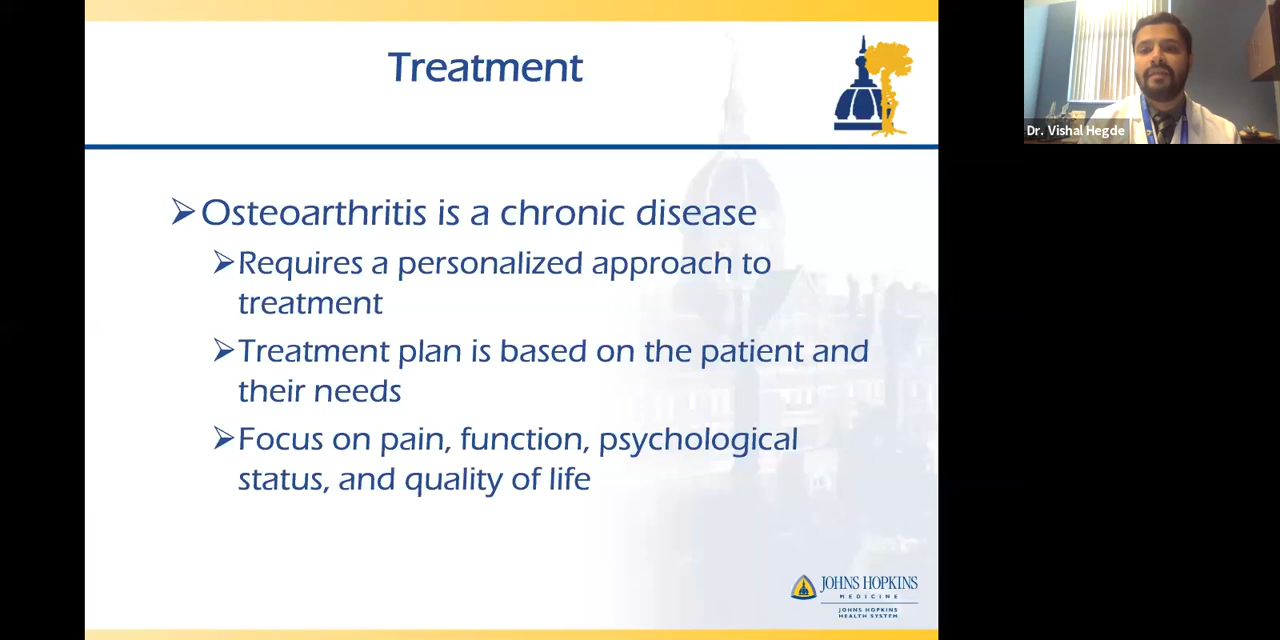 Treatment
Dr. Vishal Hegde
➢Osteoarthritis is a chronic disease
➢Requires a personalized approach to
treatment
➢Treatment plan is based on the patient and
their needs
➢Focus on pain, function, psychological
status, and quality of life
JOHNS HOPKINS
MEDICINE
JOHNS HOPKINS
HEALTH SYSTEM